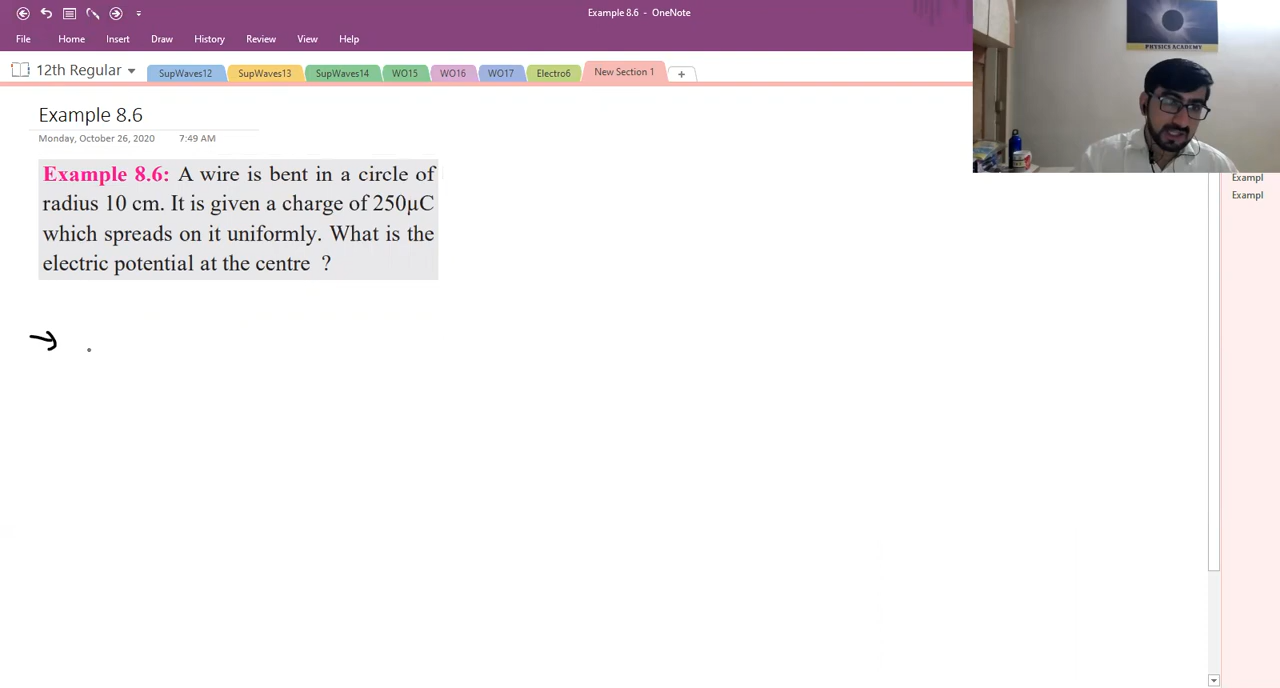 Example 8.6 - OneNote
File Home Insert Draw History Review View Help
12th Regular SupWaves12 SupWaves13 SupWaves14 WO15 WO16 WO17 Electro6 New Section 1
PHYSICS ACADEMY
Example 8.6
Monday, October 26, 2020 7:49 AM
Example 8.6: A wire is bent in a circle of
radius 10 cm. It is given a charge of 250μC
which spreads on it uniformly. What is the
electric potential at the centre ?
Exampl
Exampl